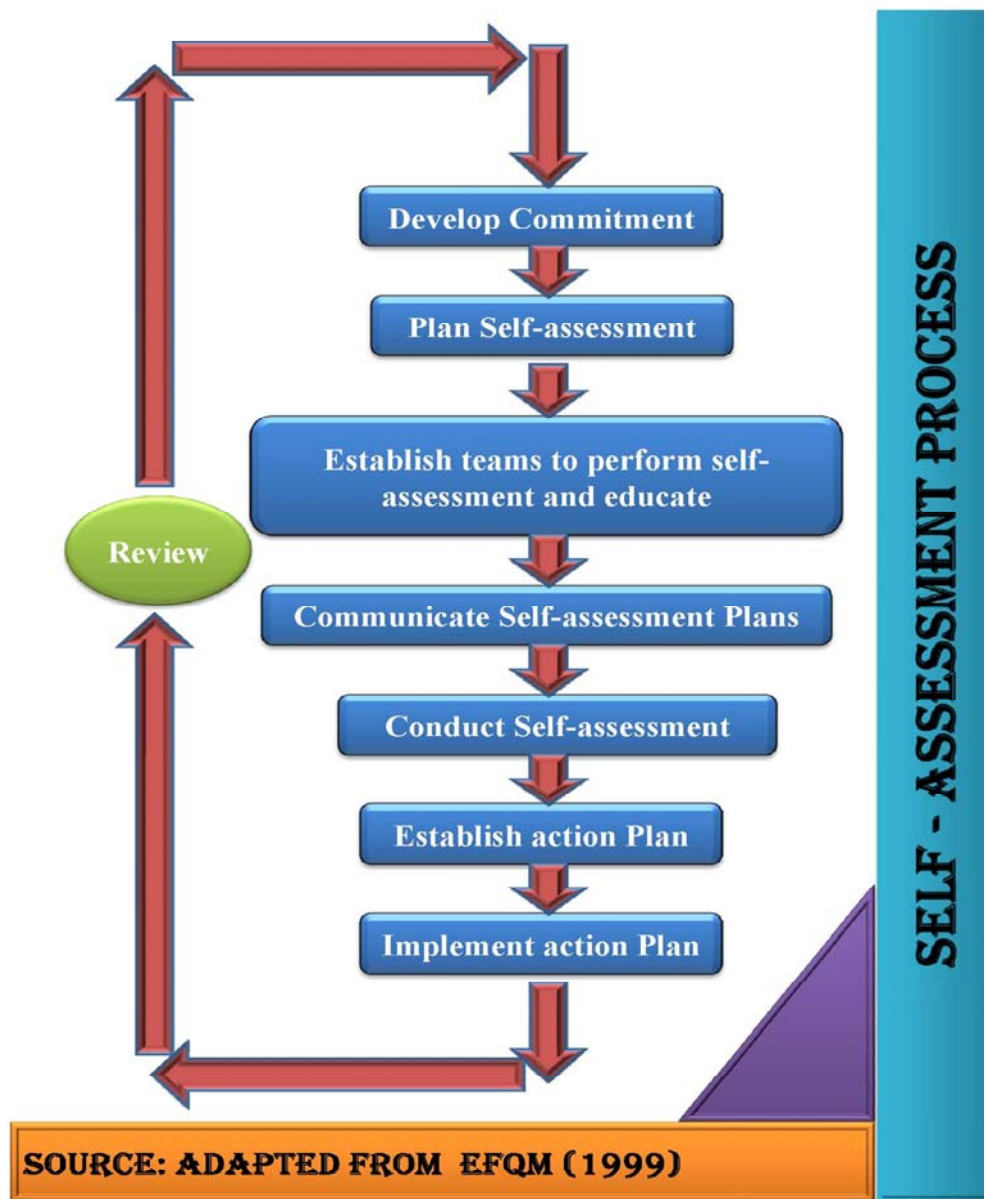 Develop Commitment
Plan Self-assessment
Establish teams to perform self-
assessment and educate
Review
Communicate Self-assessment Plans
Conduct Self-assessment
Establish action Plan
Implement action Plan
SELF - ASSESSMENT PROCESS
SOURCE: ADAPTED FROM EFQM (1999)